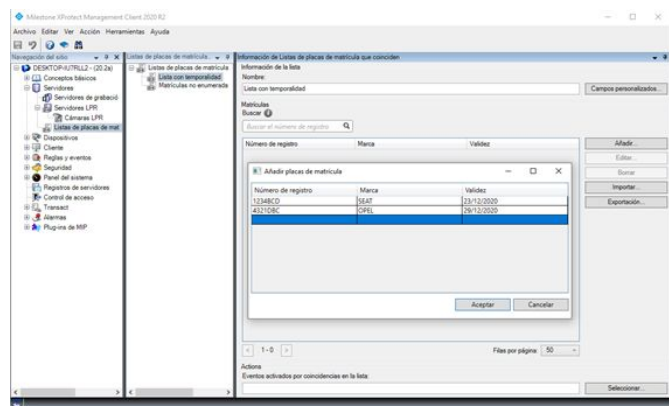 Milestone XProtect Management Client 2020 R2
Archivo Editar Ver Acción Herramientas Ayuda
Navegación del sitio
DESKTOP-IU7RLL2 - (20.2a)
Conceptos básicos
Servidores
Servidores de grabació
Servidores LPR
Cámaras LPR
Listas de placas de mat
Dispositivos
Cliente
Reglas y eventos
Seguridad
Panel del sistema
Registros de servidores
Control de acceso
Transact
Alarmas
Plug-ins de MIP
Listas de placas de matrícula...
Listas de placas de matrícula
Lista con temporalidad
Matrículas no enumerada
Información de Listas de placas de matrícula que coinciden
Información de la lista
Nombre:
Lista con temporalidad
Campos personalizados...
Matrículas
Buscar
Buscar el número de registro
Número de registro Marca Validez
Añadir...
Editar...
Borrar
Importar...
Exportación...
Añadir placas de matrícula
Número de registro Marca Validez
1234BCD SEAT 23/12/2020
4321DBC OPEL 29/12/2020
Aceptar Cancelar
< 1-0 > Filas por página: 50
Actions
Eventos activados por coincidencias en la lista:
Seleccionar...